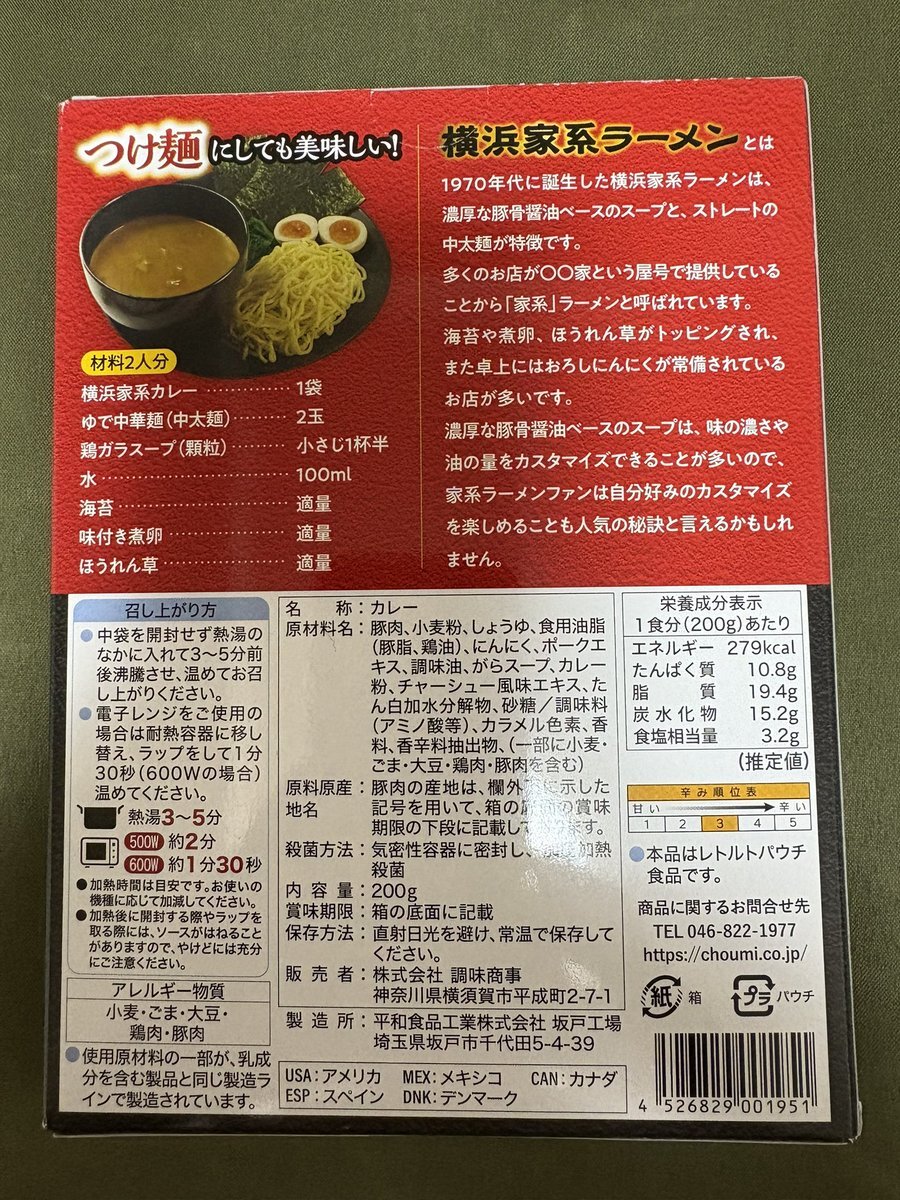 つけ麺にしても美味しい!
材料2人分
横浜家系カレー 1袋
ゆで中華麺(中太麺) 2玉
鶏ガラスープ(顆粒) 小さじ1杯半
水 100ml
海苔 適量
味付き煮卵 適量
ほうれん草 適量
横浜家系ラーメンとは
1970年代に誕生した横浜家系ラーメンは、
濃厚な豚骨醤油ベースのスープと、ストレートの
中太麺が特徴です。
多くのお店が〇〇家という屋号で提供している
ことから「家系」ラーメンと呼ばれています。
海苔や煮卵、ほうれん草がトッピングされ、
また卓上にはおろしにんにくが常備されている
お店が多いです。
濃厚な豚骨醤油ベースのスープは、味の濃さや
油の量をカスタマイズできることが多いので、
家系ラーメンファンは自分好みのカスタマイズ
を楽しめることも人気の秘訣と言えるかもしれ
ません。
召し上がり方
●中袋を開封せず熱湯の
なかに入れて3〜5分前
後沸騰させ、温めてお召
し上がりください。
●電子レンジをご使用の
場合は耐熱容器に移し
替え、ラップをして1分
30秒(600Wの場合)
温めてください。
熱湯3〜5分
500W 約2分
600W 約1分30秒
●加熱時間は目安です。お使いの
機種に応じて加減してください。
●加熱後に開封する際やラップを
取る際には、ソースがはねること
がありますので、やけどには充分
にご注意ください。
アレルギー物質
小麦・ごま・大豆・
鶏肉・豚肉
●使用原材料の一部が、乳成
分を含む製品と同じ製造ラ
インで製造されています。
名称:カレー
原材料名:豚肉、小麦粉、しょうゆ、食用油脂
(豚脂、鶏油)、にんにく、ポークエ
キス、調味油、がらスープ、カレー
粉、チャーシュー風味エキス、たん
白加水分解物、砂糖/調味料
(アミノ酸等)、カラメル色素、香
料、香辛料抽出物、(一部に小麦・
ごま・大豆・鶏肉・豚肉を含む)
原料原産地名:豚肉の産地は、欄外に示した
記号を用いて、箱の底面の賞味
期限の下段に記載しております。
殺菌方法:気密性容器に密封し、加熱
殺菌
内容量:200g
賞味期限:箱の底面に記載
保存方法:直射日光を避け、常温で保存して
ください。
販売者:株式会社 調味商事
神奈川県横須賀市平成町2-7-1
製造所:平和食品工業株式会社 坂戸工場
埼玉県坂戸市千代田5-4-39
USA:アメリカ MEX:メキシコ CAN:カナダ
ESP:スペイン DNK:デンマーク
栄養成分表示
1食分(200g)あたり
エネルギー 279kcal
たんぱく質 10.8g
脂質 19.4g
炭水化物 15.2g
食塩相当量 3.2g
(推定値)
辛み順位表
甘い 辛い
1 2 3 4 5
●本品はレトルトパウチ
食品です。
商品に関するお問合せ先
TEL 046-822-1977
https://choumi.co.jp/
紙 箱 プラ パウチ
4 526829 001951